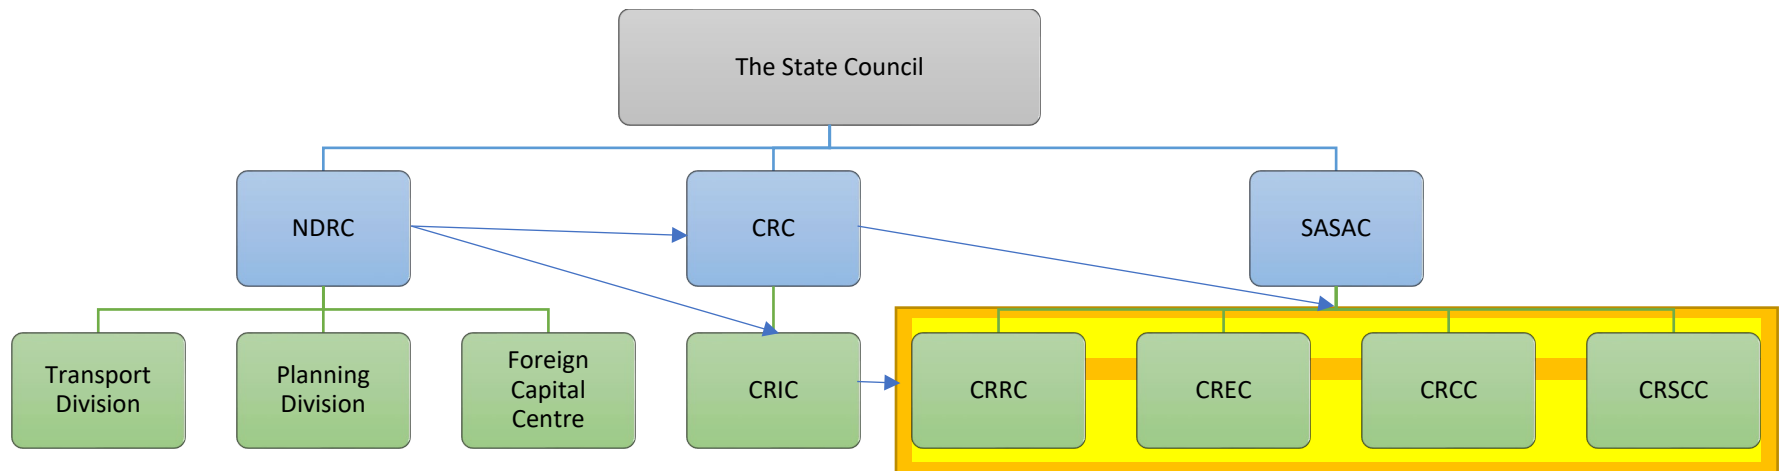 The State Council
NDRC
CRC
SASAC
Transport
Division
Planning
Division
Foreign
Capital
Centre
CRIC
CRRC
CREC
CRCC
CRSCC